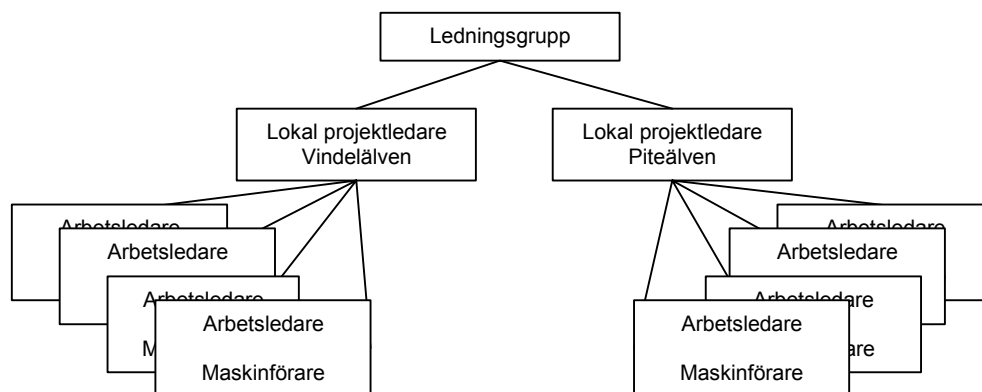 Ledningsgrupp
Lokal projektledare
Vindelälven
Lokal projektledare
Piteälven
Arbetsledare
Arbetsledare
Arbetsledare
Arbetsledare
Maskinförare
Arbetsledare
Arbetsledare
Arbetsledare
Arbetsledare
Maskinförare